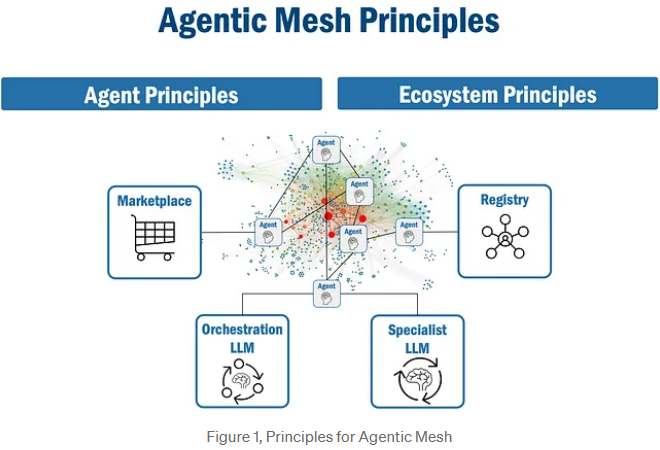 Agentic Mesh Principles
Agent Principles
Ecosystem Principles
Agent
Marketplace
Agent
Registry
Agent
Agent
Agent
Agent
Orchestration
LLM
Specialist
LLM
Figure 1, Principles for Agentic Mesh